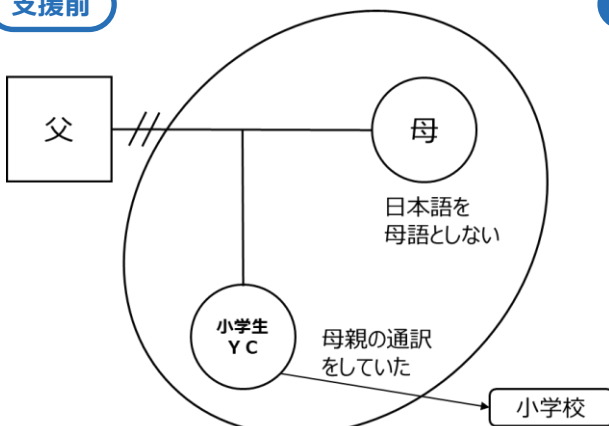 支援前
父
母
日本語を
母語としない
小学生
ＹＣ
母親の通訳
をしていた
小学校